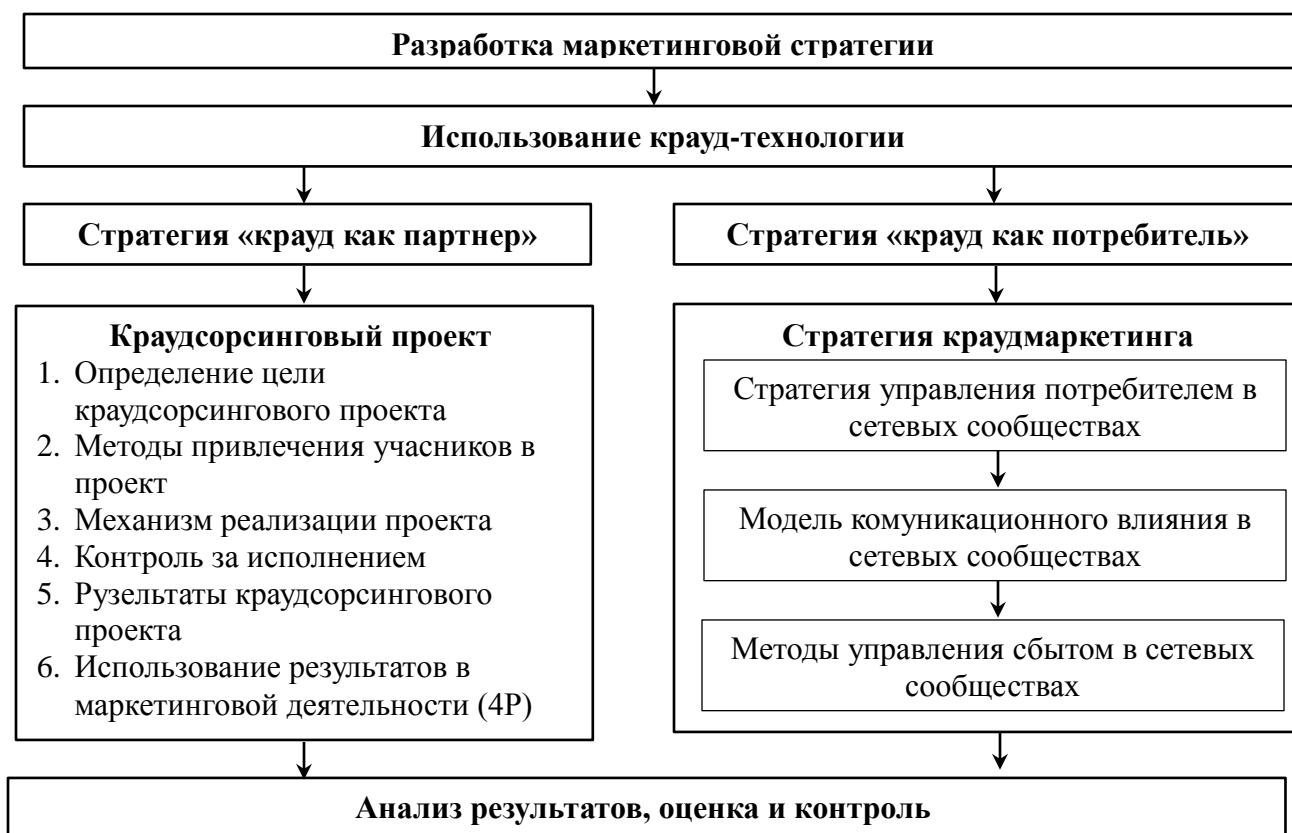 Разработка маркетинговой стратегии
Использование крауд-технологии
Стратегия «крауд как партнер»
Краудсорсинговый проект
1. Определение цели
краудсорсингового проекта
2. Методы привлечения учасников в
проект
3. Механизм реализации проекта
4. Контроль за исполнением
5. Рузельтаты краудсорсингового
проекта
6. Использование результатов в
маркетинговой деятельности (4P)
Стратегия «крауд как потребитель»
Стратегия краудмаркетинга
Стратегия управления потребителем в
сетевых сообществах
Модель комуникационного влияния в
сетевых сообществах
Методы управления сбытом в сетевых
сообществах
Анализ результатов, оценка и контроль